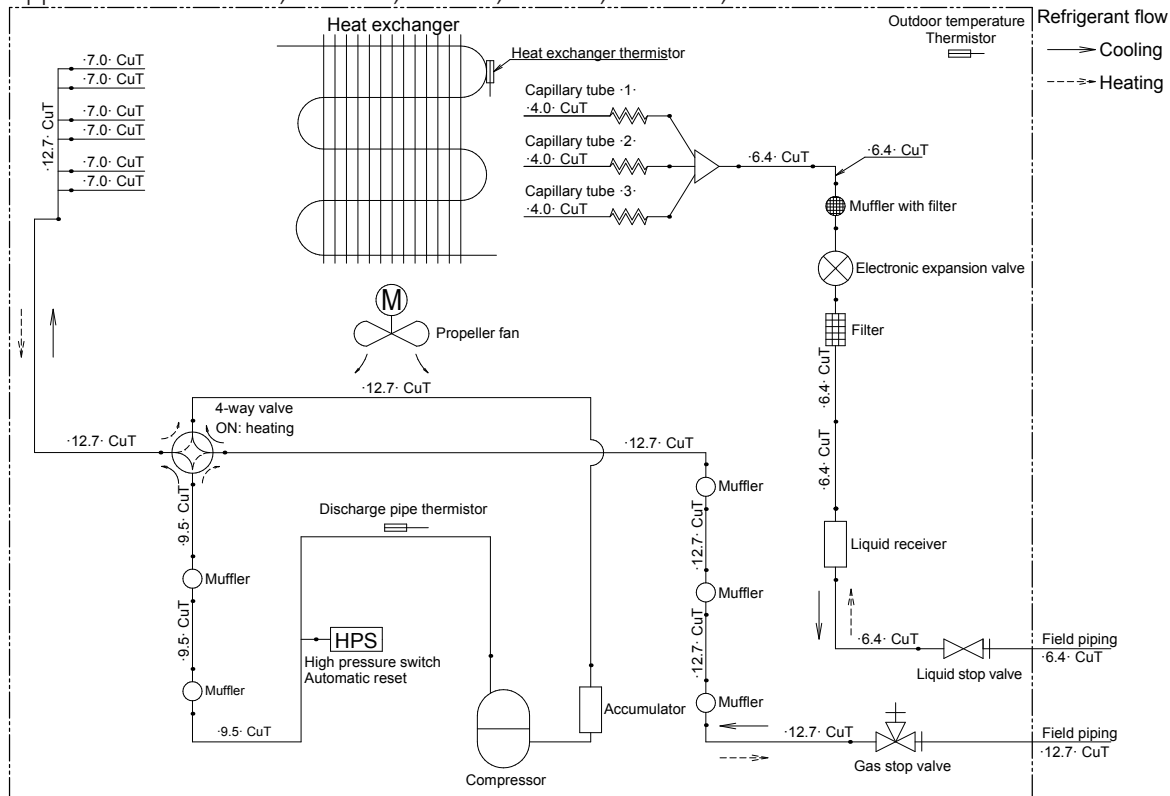 Heat exchanger
Outdoor temperature
Thermistor
Refrigerant flow
Cooling
Heating
Heat exchanger thermistor
·7.0· CuT
·7.0· CuT
·7.0· CuT
·7.0· CuT
·7.0· CuT
·7.0· CuT
·12.7· CuT
Capillary tube ·1·
·4.0· CuT
Capillary tube ·2·
·4.0· CuT
Capillary tube ·3·
·4.0· CuT
·6.4· CuT
·6.4· CuT
Muffler with filter
Electronic expansion valve
Filter
·6.4· CuT
·6.4· CuT
Liquid receiver
M
Propeller fan
·12.7· CuT
4-way valve
ON: heating
·12.7· CuT
·12.7· CuT
·9.5· CuT
Muffler
·9.5· CuT
Muffler
·9.5· CuT
Discharge pipe thermistor
HPS
High pressure switch
Automatic reset
Compressor
Accumulator
Muffler
·12.7· CuT
Muffler
·12.7· CuT
Muffler
·6.4· CuT
Liquid stop valve
Field piping
·6.4· CuT
·12.7· CuT
Gas stop valve
Field piping
·12.7· CuT